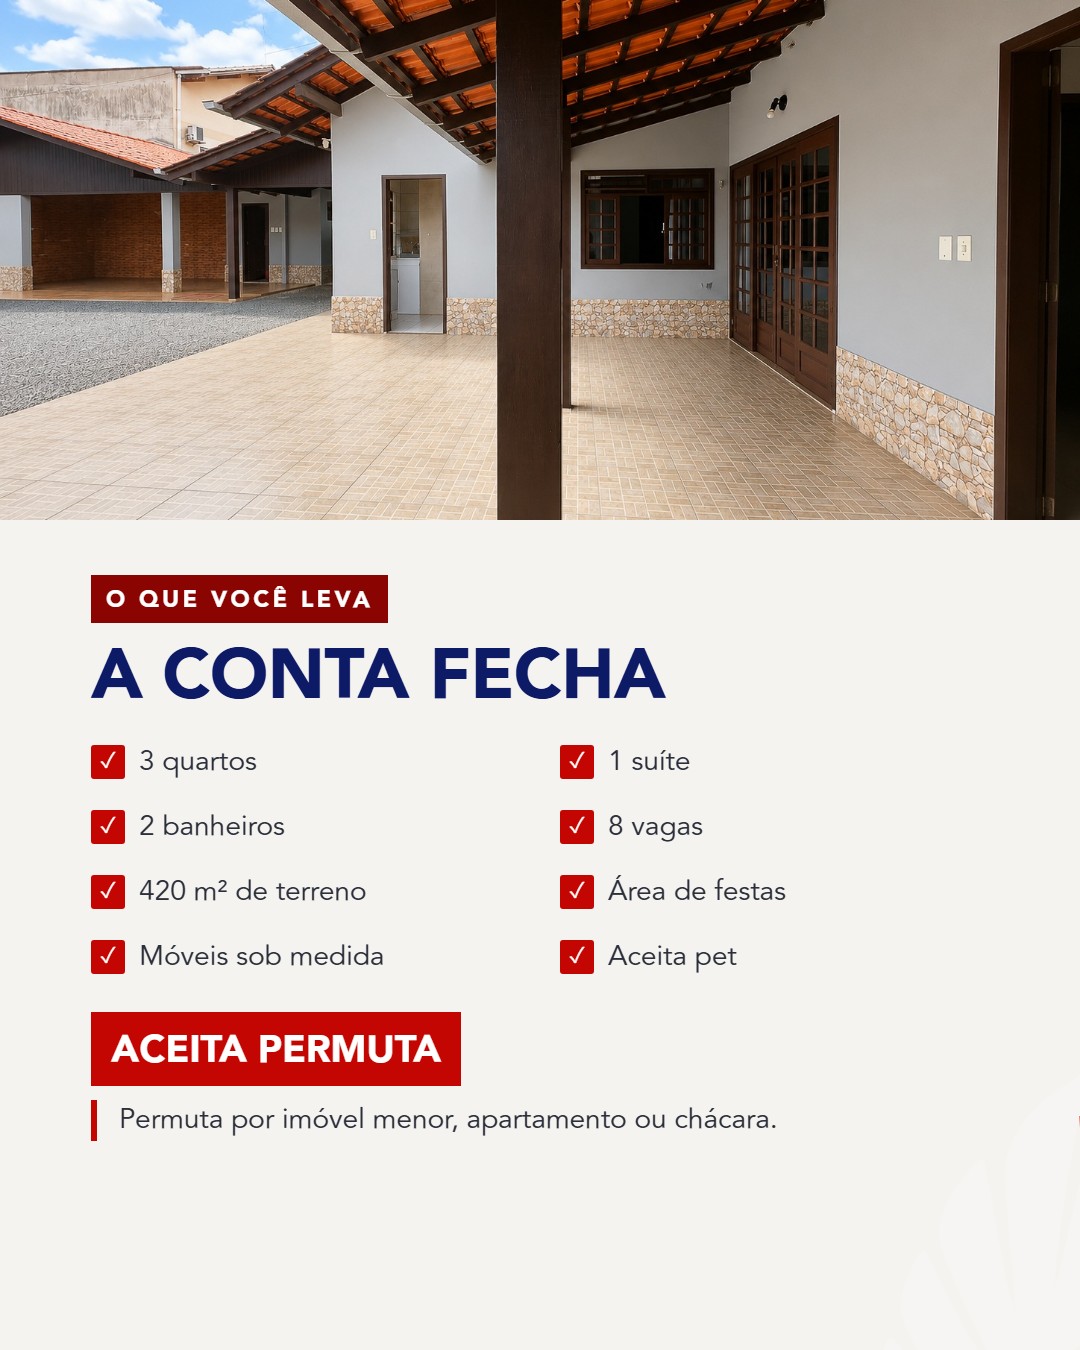 O QUE VOCÊ LEVA
A CONTA FECHA
✓ 3 quartos
✓ 1 suíte
✓ 2 banheiros
✓ 8 vagas
✓ 420 m² de terreno
✓ Área de festas
✓ Móveis sob medida
✓ Aceita pet
ACEITA PERMUTA
Permuta por imóvel menor, apartamento ou chácara.